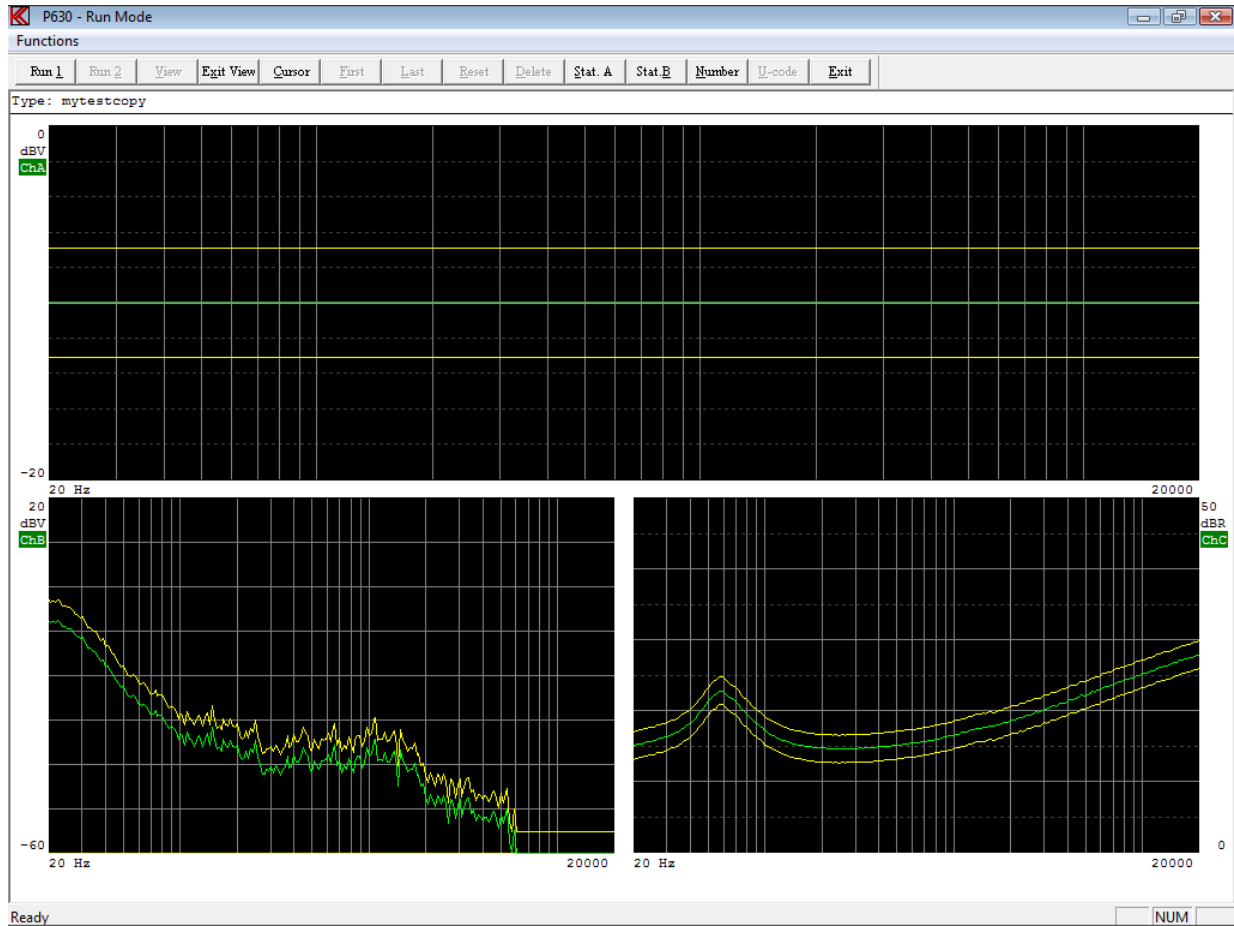 P630 - Run Mode
Functions
Run 1 Run 2 View Exit View Cursor First Last Reset Delete Stat. A Stat.B Number U-code Exit
Type: mytestcopy
0
dBV
ChA
-20
20 Hz 20000
20
dBV
ChB
50
dBR
ChC
-60
0
20 Hz 20000
20 Hz 20000
Ready
NUM